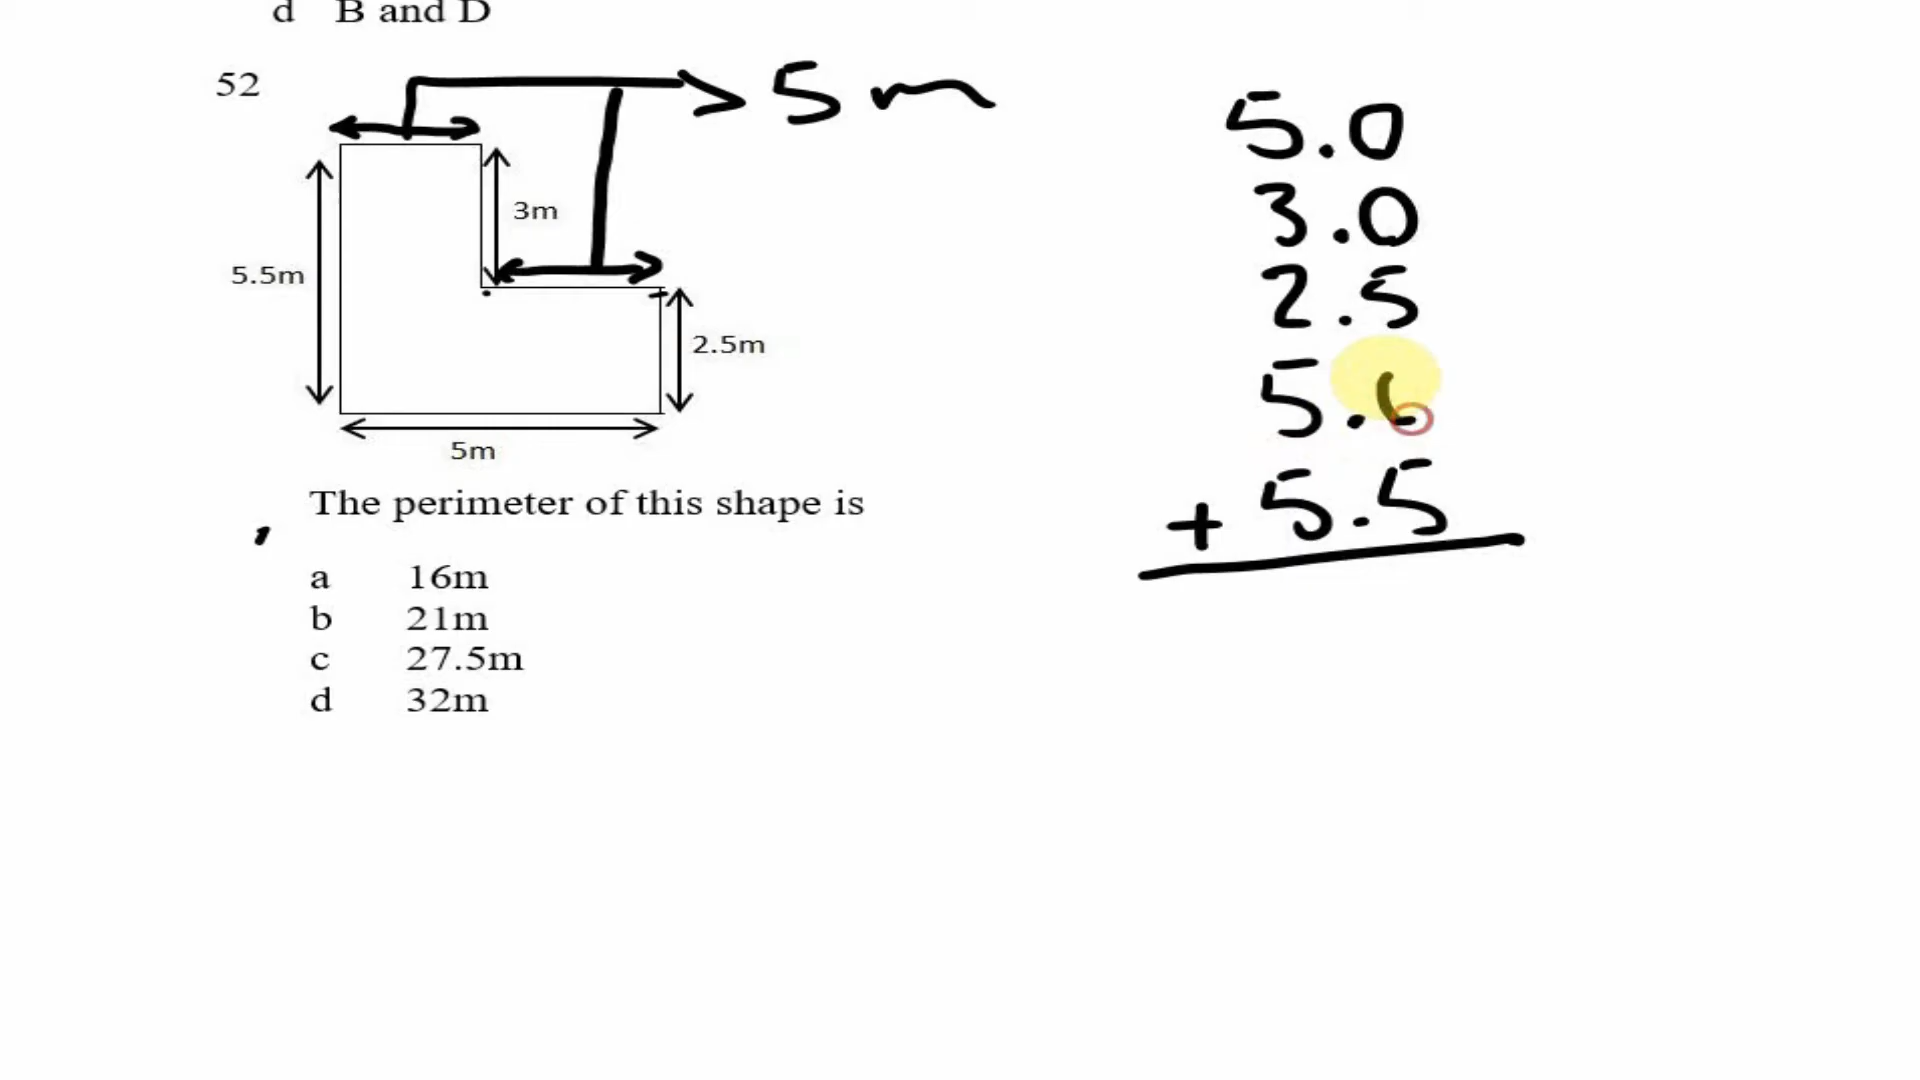 d B and D
52
5 m
3m
5.5m
2.5m
5m
The perimeter of this shape is
a 16m
b 21m
c 27.5m
d 32m
5.0
3.0
2.5
5.
+ 5.5